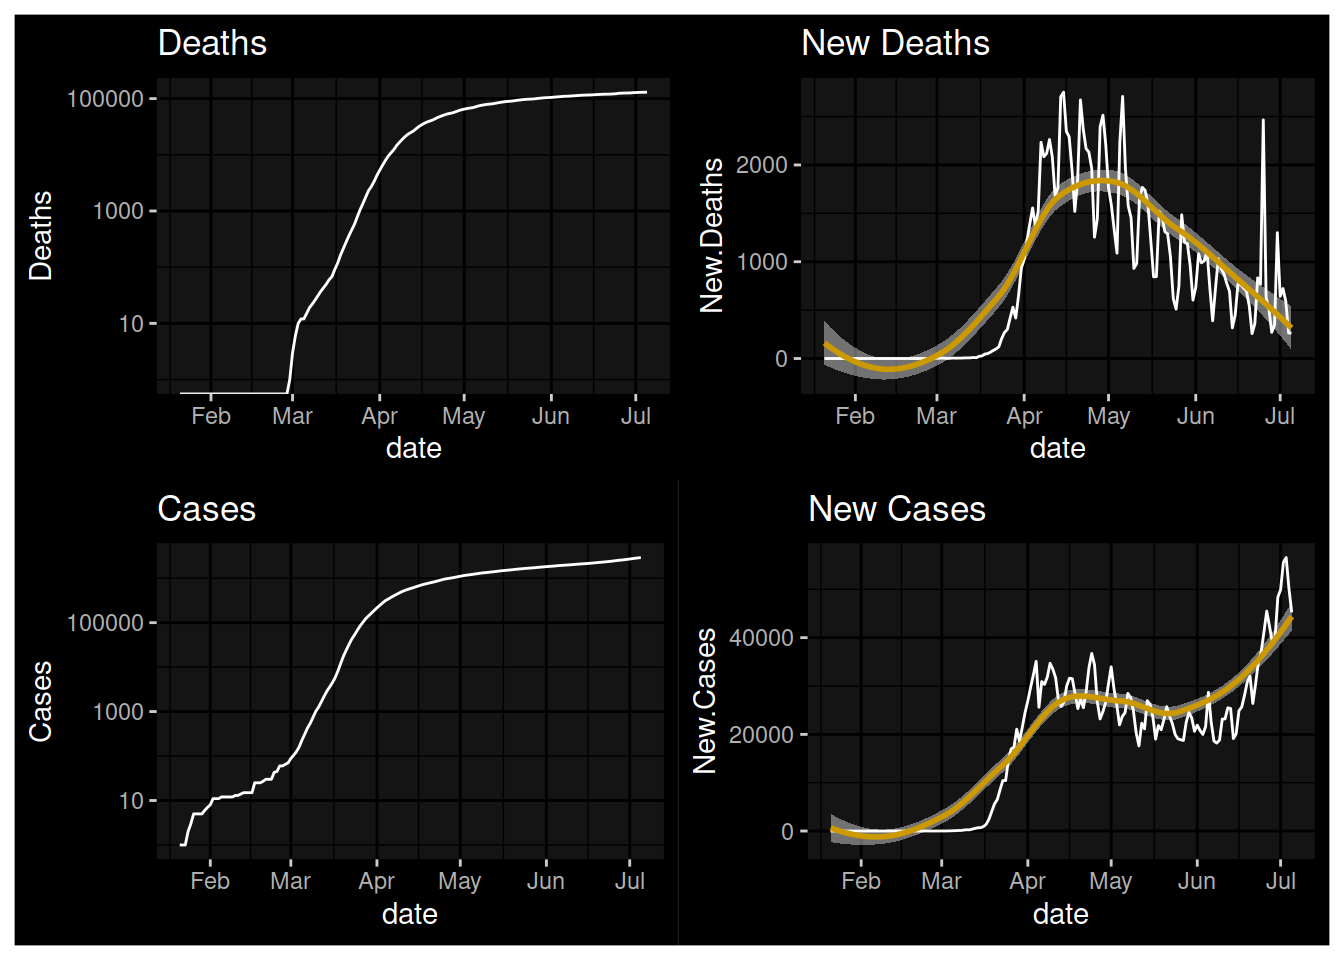 Deaths
100000
1000
10
Deaths
Feb Mar Apr May Jun Jul
date
New Deaths
2000
1000
0
New.Deaths
Feb Mar Apr May Jun Jul
date
Cases
100000
1000
10
Cases
Feb Mar Apr May Jun Jul
date
New Cases
40000
20000
0
New.Cases
Feb Mar Apr May Jun Jul
date